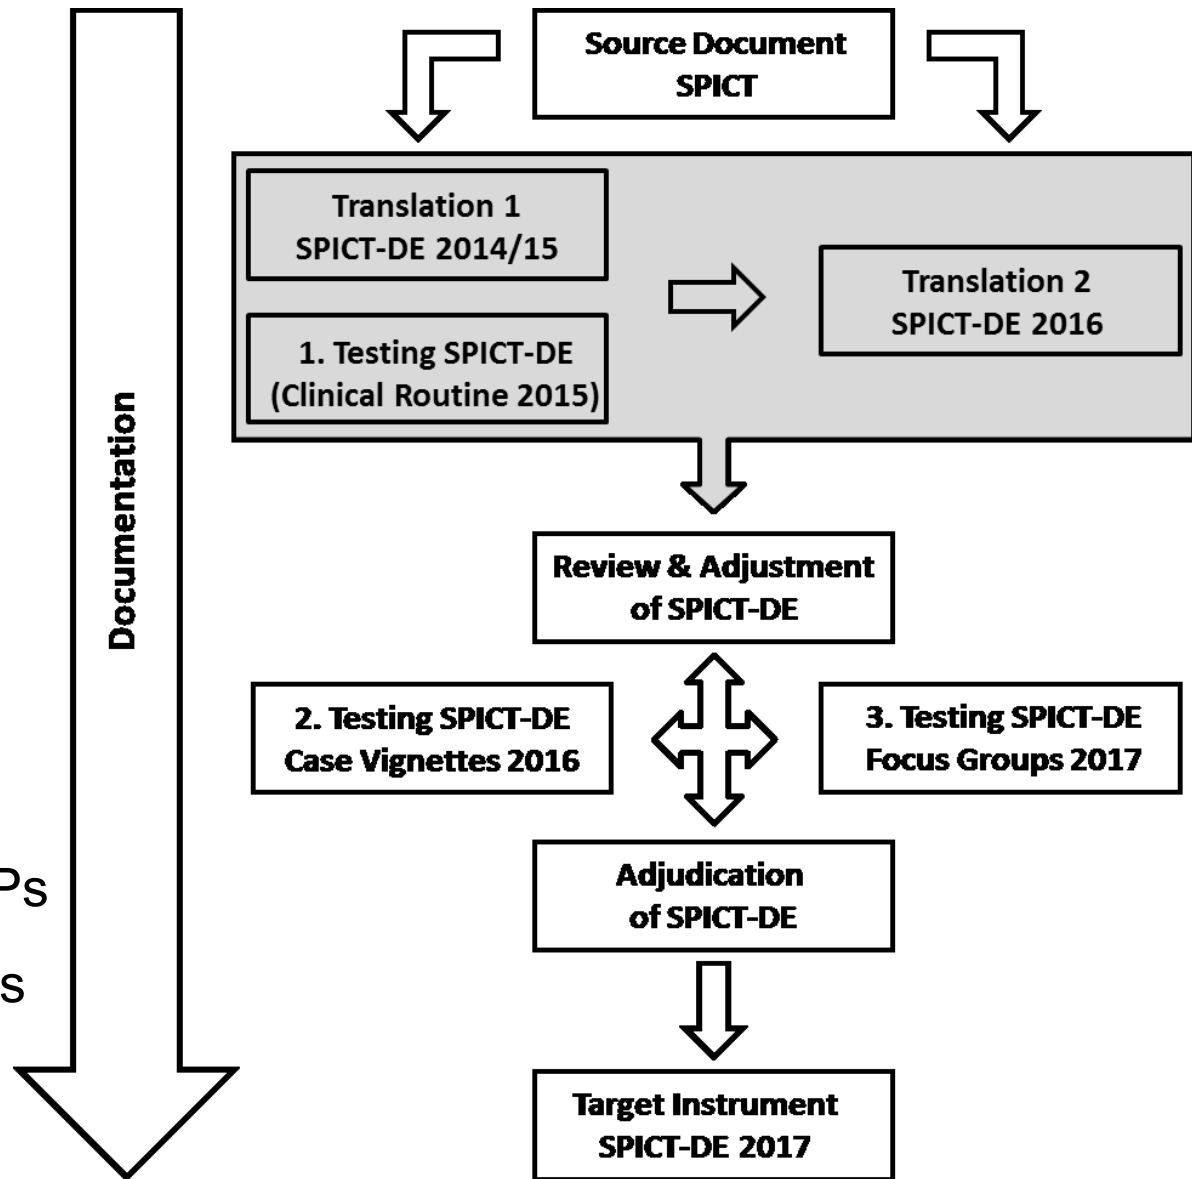 Source Document
SPICT
Translation 1
SPICT-DE 2014/15
1. Testing SPICT-DE
(Clinical Routine 2015)
Translation 2
SPICT-DE 2016
Documentation
Review & Adjustment
of SPICT-DE
2. Testing SPICT-DE
Case Vignettes 2016
3. Testing SPICT-DE
Focus Groups 2017
Adjudication
of SPICT-DE
Target Instrument
SPICT-DE 2017